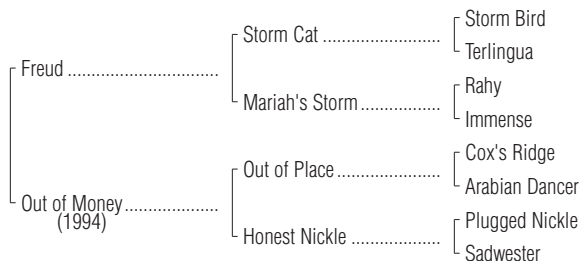 Storm Bird
Storm Cat ........................
Terlingua
Freud ................................
Rahy
Mariah's Storm .................
Immense
Cox's Ridge
Out of Place ......................
Arabian Dancer
Out of Money ....................
(1994)
Plugged Nickle
Honest Nickle ....................
Sadwester